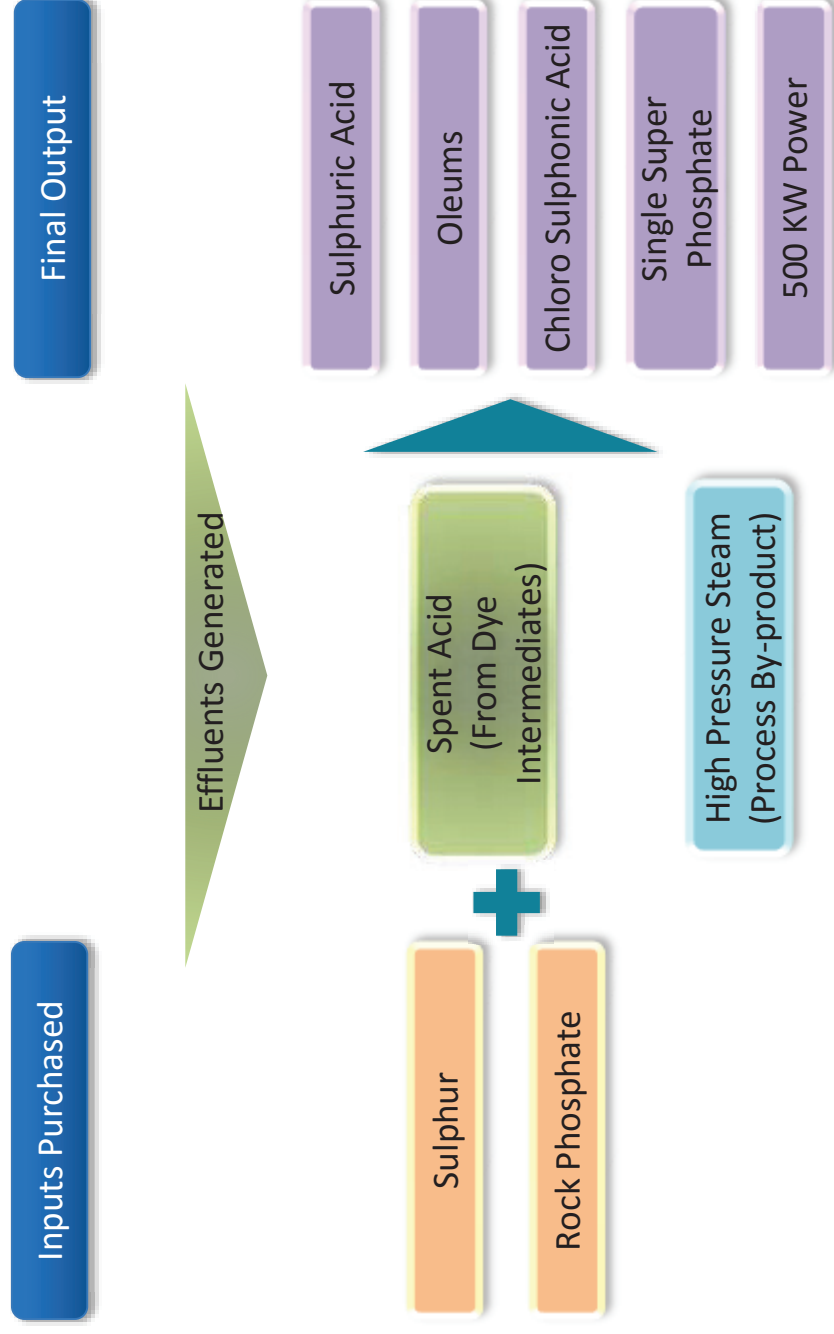 Inputs Purchased
Effluents Generated
Final Output
Sulphur
Rock Phosphate
Spent Acid
(From Dye
Intermediates)
High Pressure Steam
(Process By-product)
Sulphuric Acid
Oleums
Chloro Sulphonic Acid
Single Super
Phosphate
500 KW Power